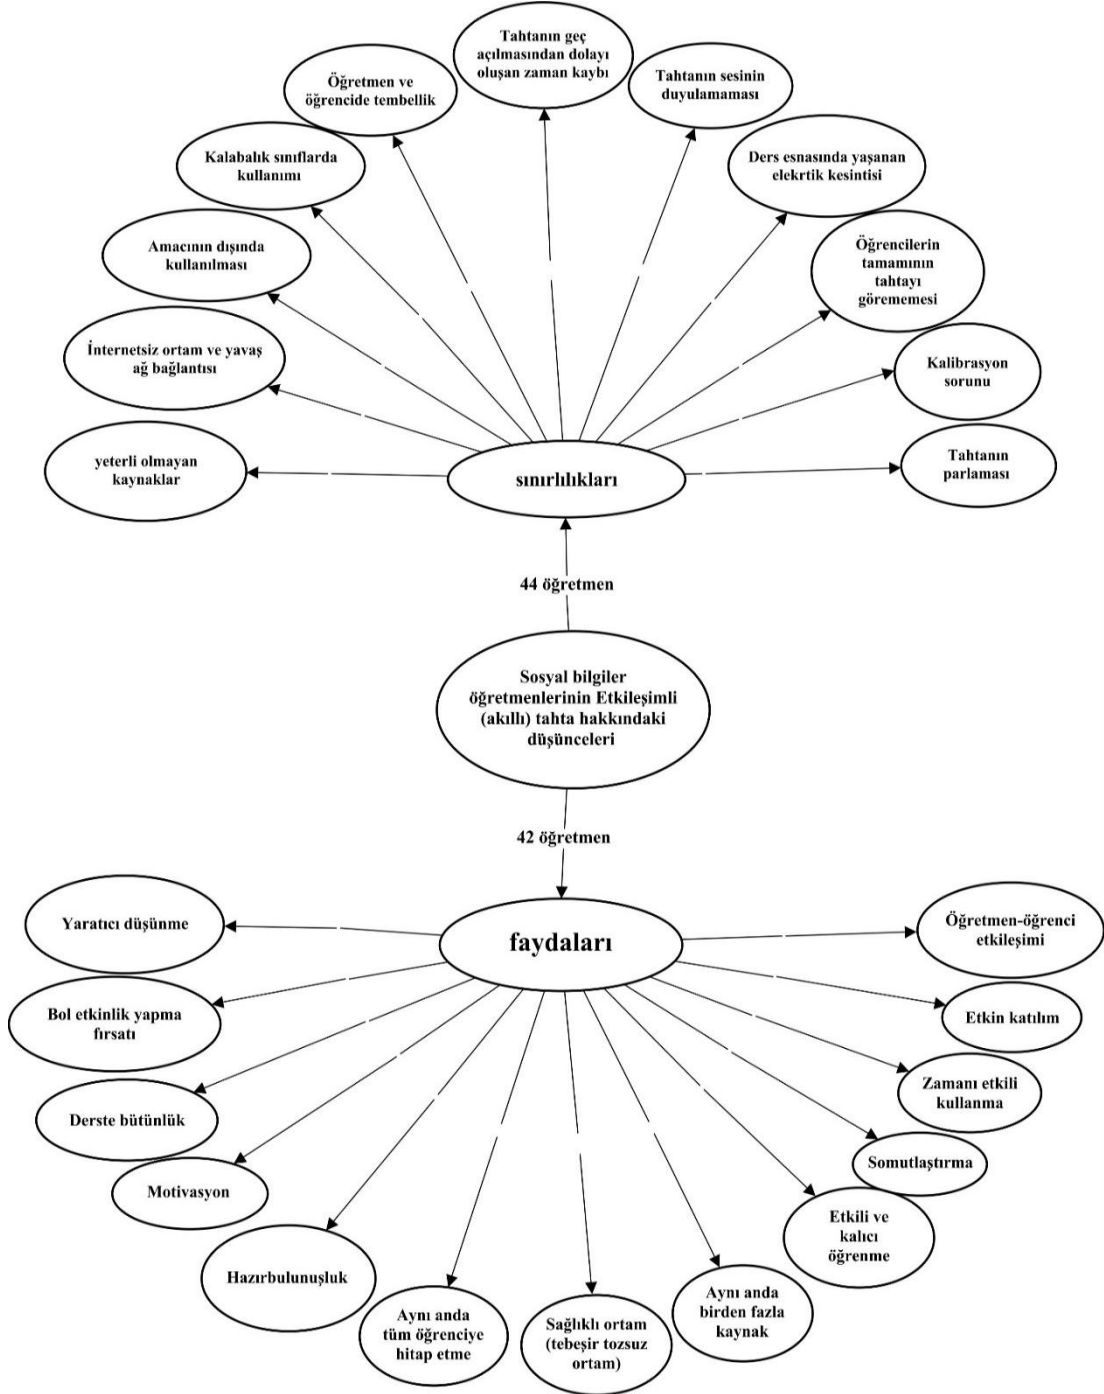 Tahtanın geç
açılmasından dolayı
oluşan zaman kaybı
Öğretmen ve
öğrencide tembellik
Tahtanın sesinin
duyulamaması
Kalabalık sınıflarda
kullanımı
Ders esnasında yaşanan
elekrtik kesintisi
Amacının dışında
kullanılması
Öğrencilerin
tamamının
tahtayı
görememesi
İnternetsiz ortam ve yavaş
ağ bağlantısı
Kalibrasyon
sorunu
yeterli olmayan
kaynaklar
sınırlılıkları
Tahtanın
parlaması
44 öğretmen
Sosyal bilgiler
öğretmenlerinin Etkileşimli
(akıllı) tahta hakkındaki
düşünceleri
42 öğretmen
Yaratıcı düşünme
faydaları
Öğretmen-öğrenci
etkileşimi
Bol etkinlik yapma
fırsatı
Etkin katılım
Derste bütünlük
Zamanı etkili
kullanma
Motivasyon
Somutlaştırma
Hazırbulunuşluk
Etkili ve
kalıcı
öğrenme
Aynı anda
tüm öğrenciye
hitap etme
Sağlıklı ortam
(tebeşir tozsuz
ortam)
Aynı anda
birden fazla
kaynak